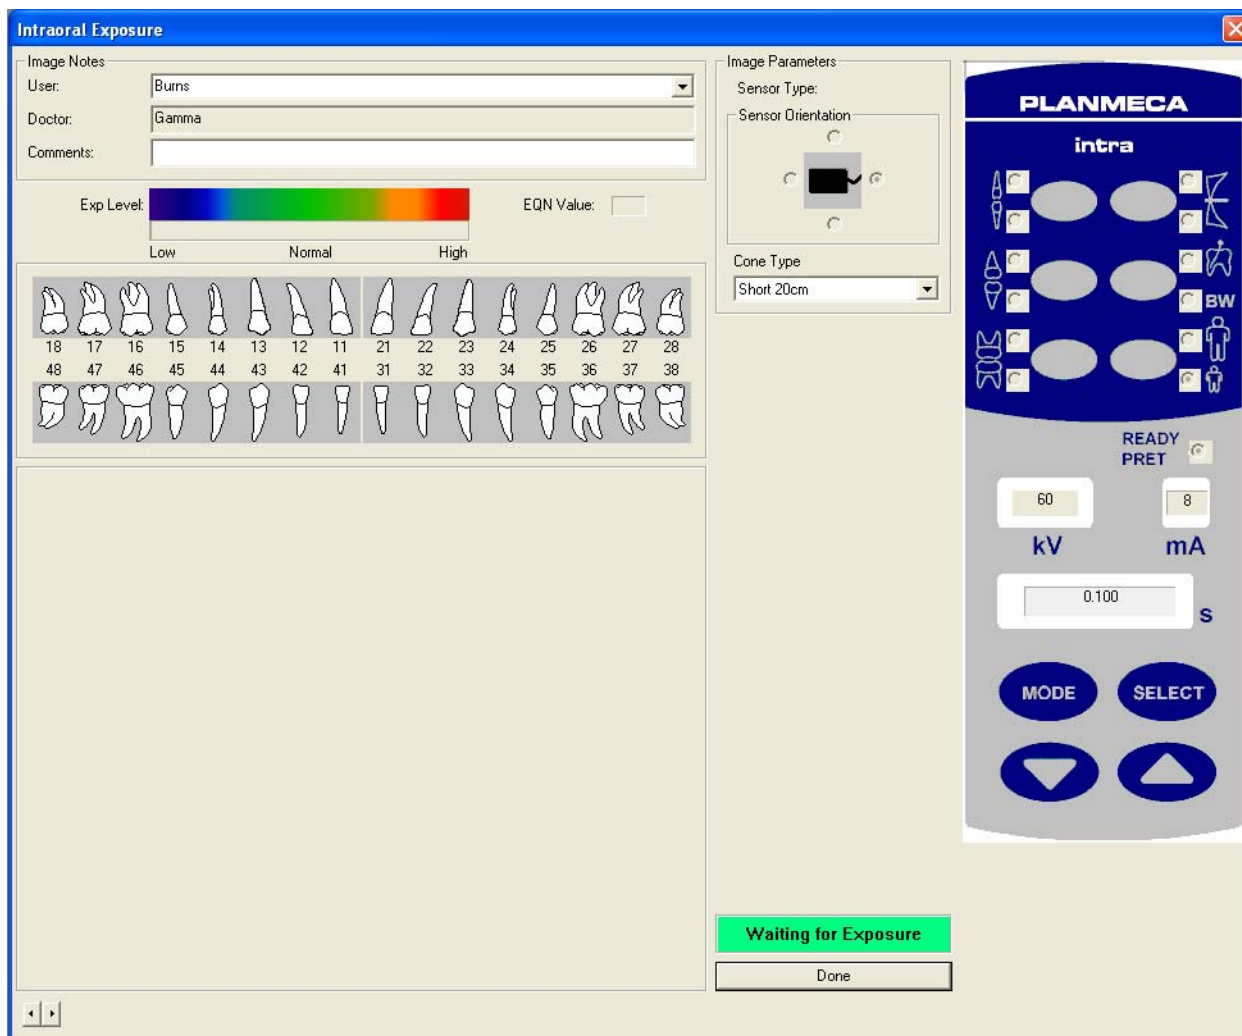 Intraoral Exposure
Image Notes
User: Burns
Doctor: Gamma
Comments:
Exp Level:
EQN Value:
Low Normal High
18 17 16 15 14 13 12 11 21 22 23 24 25 26 27 28
48 47 46 45 44 43 42 41 31 32 33 34 35 36 37 38
Image Parameters
Sensor Type:
Sensor Orientation
Cone Type
Short 20cm
Waiting for Exposure
Done
PLANMECA
intra
BW
READY
PRET
60 8
kV mA
0.100
S
MODE SELECT